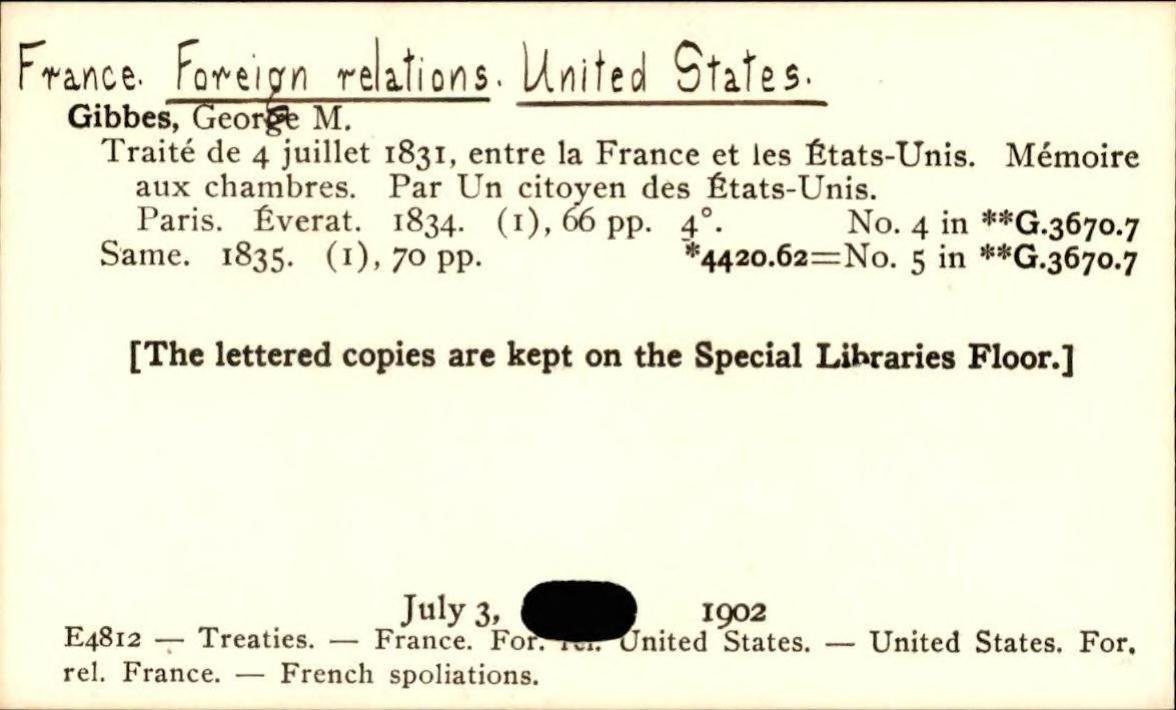 France. Foreign relations. United States.
Gibbes, George M.
Traité de 4 juillet 1831, entre la France et les États-Unis. Mémoire
aux chambres. Par Un citoyen des États-Unis.
Paris. Éverat. 1834. (1), 66 pp. 4°. No. 4 in **G.3670.7
Same. 1835. (1), 70 pp. *4420.62=No. 5 in **G.3670.7
[The lettered copies are kept on the Special Libraries Floor.]
July 3, 1902
E4812 — Treaties. — France. For. rel. United States. — United States. For.
rel. France. — French spoliations.